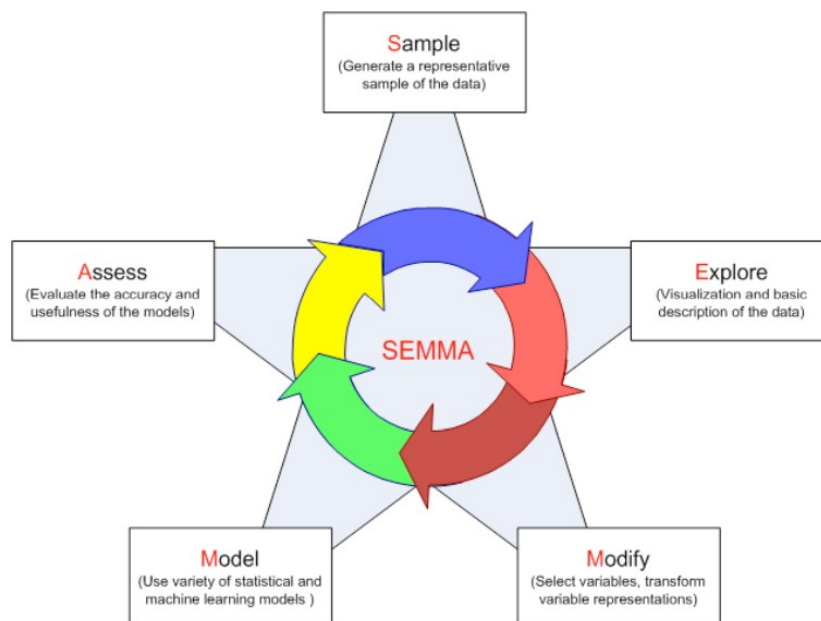 Sample
(Generate a representative
sample of the data)
Assess
(Evaluate the accuracy and
usefulness of the models)
Explore
(Visualization and basic
description of the data)
SEMMA
Model
(Use variety of statistical and
machine learning models )
Modify
(Select variables, transform
variable representations)